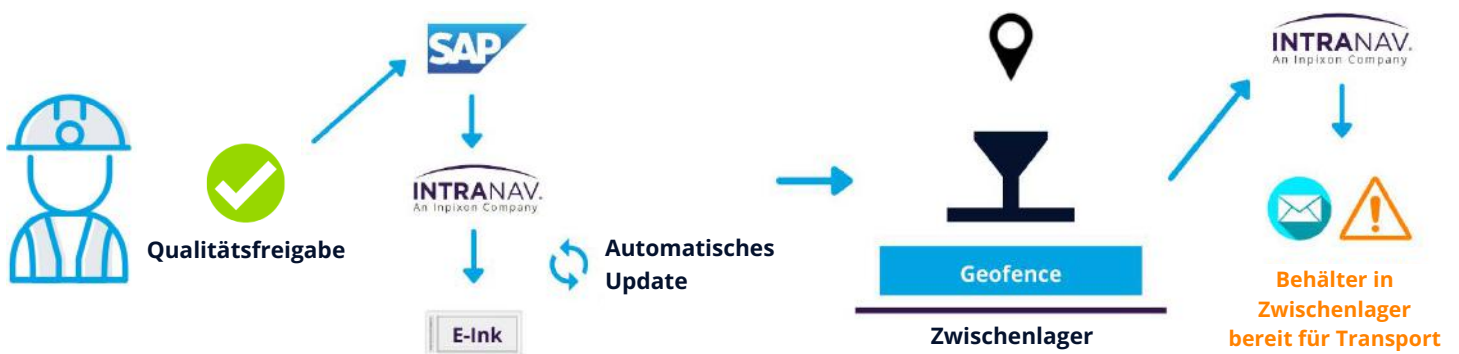 SAP
INTRANAV.
An Inpixon Company
Qualitätsfreigabe
Automatisches
Update
E-Ink
Geofence
Zwischenlager
INTRANAV.
An Inpixon Company
Behälter in
Zwischenlager
bereit für Transport